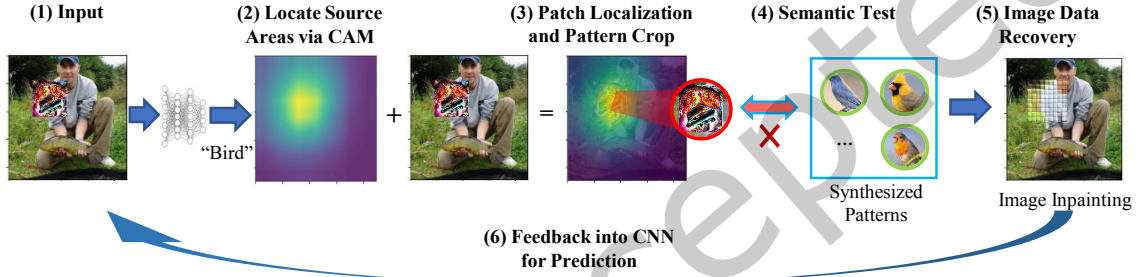 (1) Input
(2) Locate Source
Areas via CAM
(3) Patch Localization
and Pattern Crop
(4) Semantic Test
(5) Image Data
Recovery
“Bird”
+
=
...
Synthesized
Patterns
Image Inpainting
(6) Feedback into CNN
for Prediction